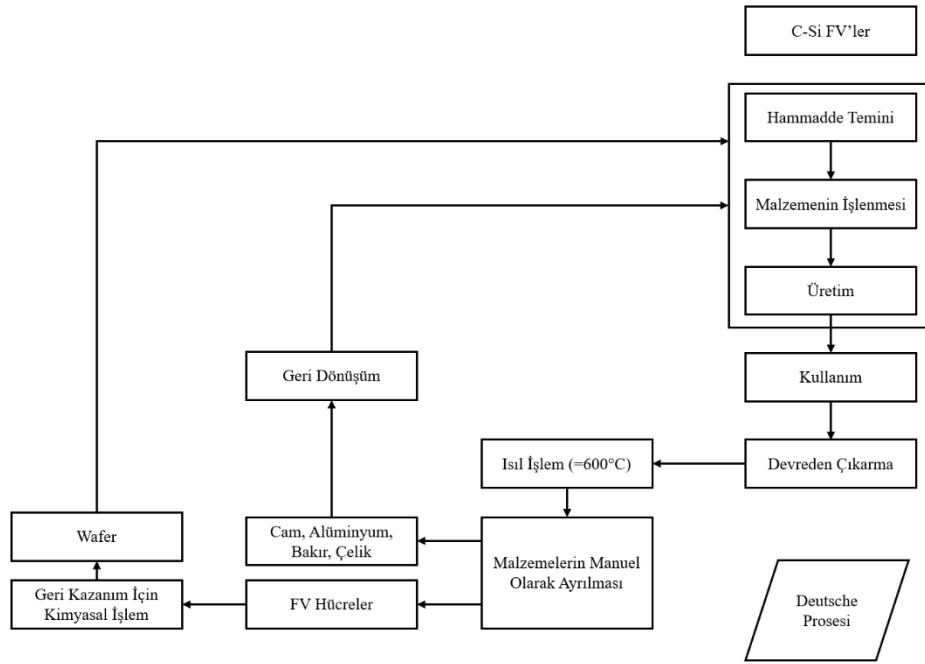 C-Si FV’ler
Hammadde Temini
Malzemenin İşlenmesi
Üretim
Geri Dönüşüm
Kullanım
Isıl İşlem (=600°C)
Devreden Çıkarma
Wafer
Cam, Alüminyum,
Bakır, Çelik
Malzemelerin Manuel
Olarak Ayrılması
Geri Kazanım İçin
Kimyasal İşlem
FV Hücreler
Deutsche
Prosesi